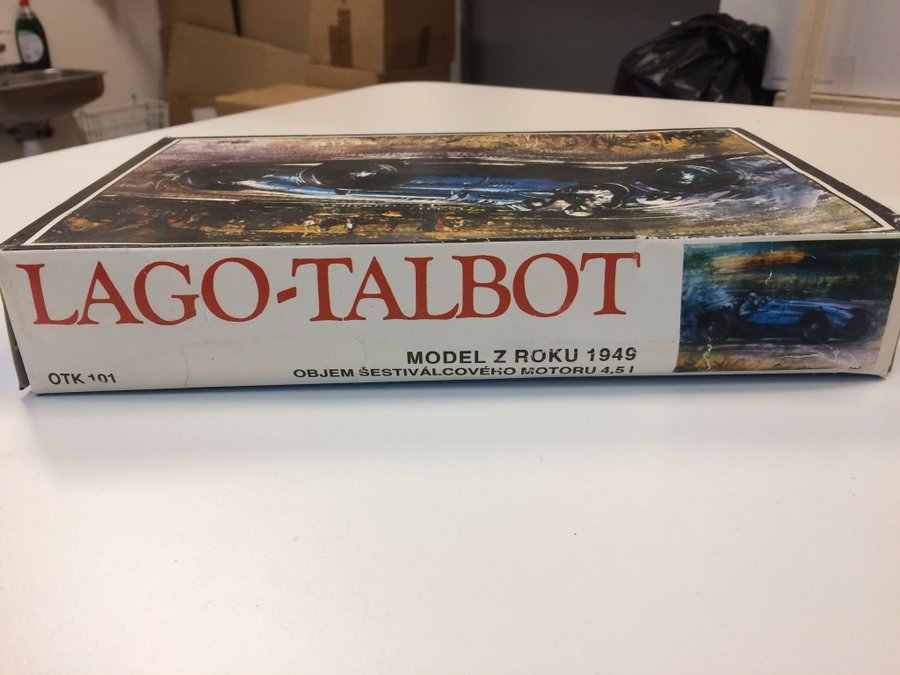 LAGO-TALBOT
MODEL Z ROKU 1949
OBJEM ŠESTIVÁLCOVÉHO MOTORU 4,5 l
OTK 101